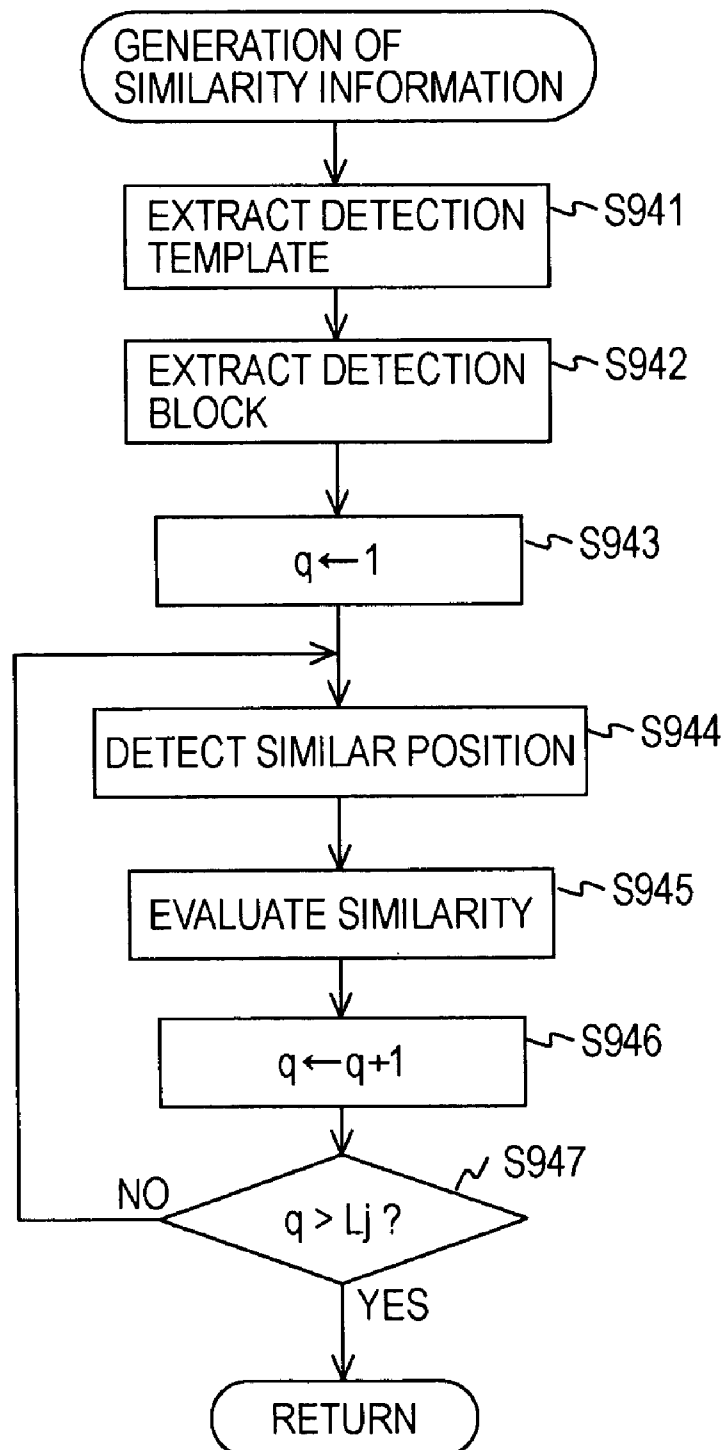 GENERATION OF
SIMILARITY INFORMATION
EXTRACT DETECTION
TEMPLATE
S941
EXTRACT DETECTION
BLOCK
S942
q←1
S943
DETECT SIMILAR POSITION
S944
EVALUATE SIMILARITY
S945
q←q+1
S946
q > Lj ?
S947
NO
YES
RETURN